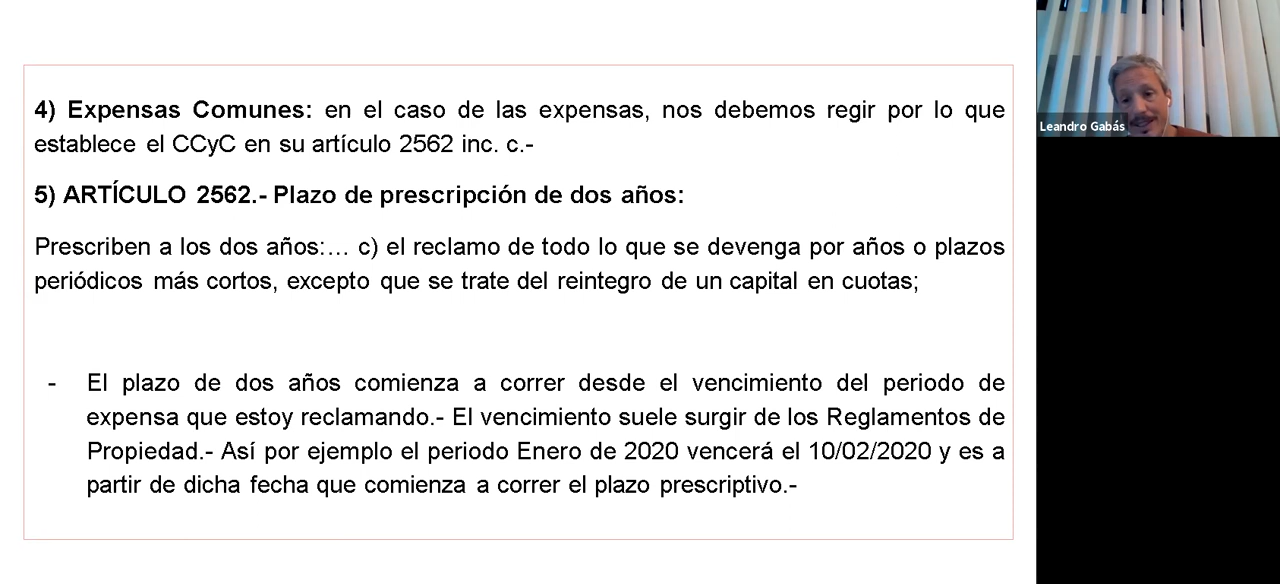 4) Expensas Comunes: en el caso de las expensas, nos debemos regir por lo que
establece el CCyC en su artículo 2562 inc. c.-
5) ARTÍCULO 2562.- Plazo de prescripción de dos años:
Prescriben a los dos años:... c) el reclamo de todo lo que se devenga por años o plazos
periódicos más cortos, excepto que se trate del reintegro de un capital en cuotas;
- El plazo de dos años comienza a correr desde el vencimiento del periodo de
expensa que estoy reclamando.- El vencimiento suele surgir de los Reglamentos de
Propiedad.- Así por ejemplo el periodo Enero de 2020 vencerá el 10/02/2020 y es a
partir de dicha fecha que comienza a correr el plazo prescriptivo.-
Leandro Gabás